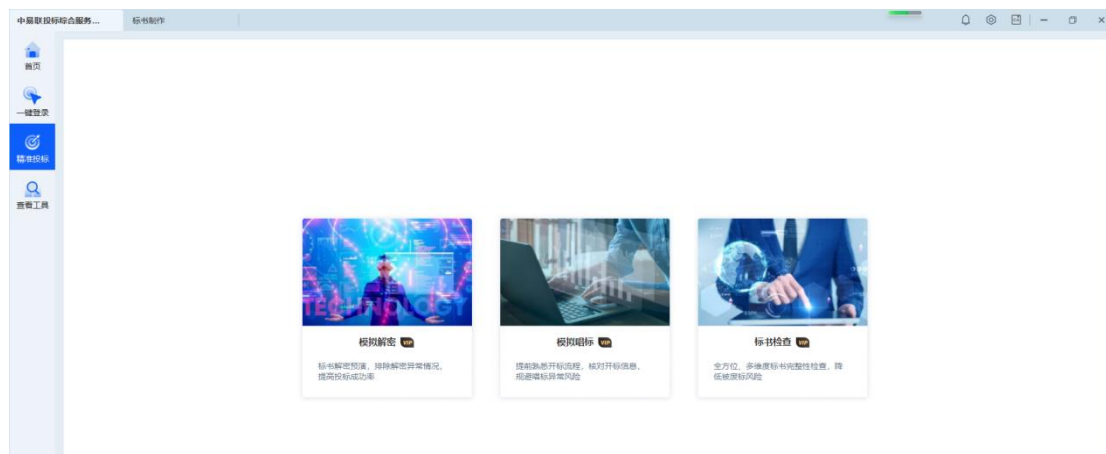 中易联投标综合服务...
标书制作
首页
一键登录
精准投标
查看工具
TECHNOLOGY
模拟解密 VIP
标书解密预演，排除解密异常情况，
提高投标成功率
模拟唱标 VIP
提前熟悉开标流程，核对开标信息，
规避唱标异常风险
标书检查 VIP
全方位、多维度标书完整性检查，降
低被废标风险